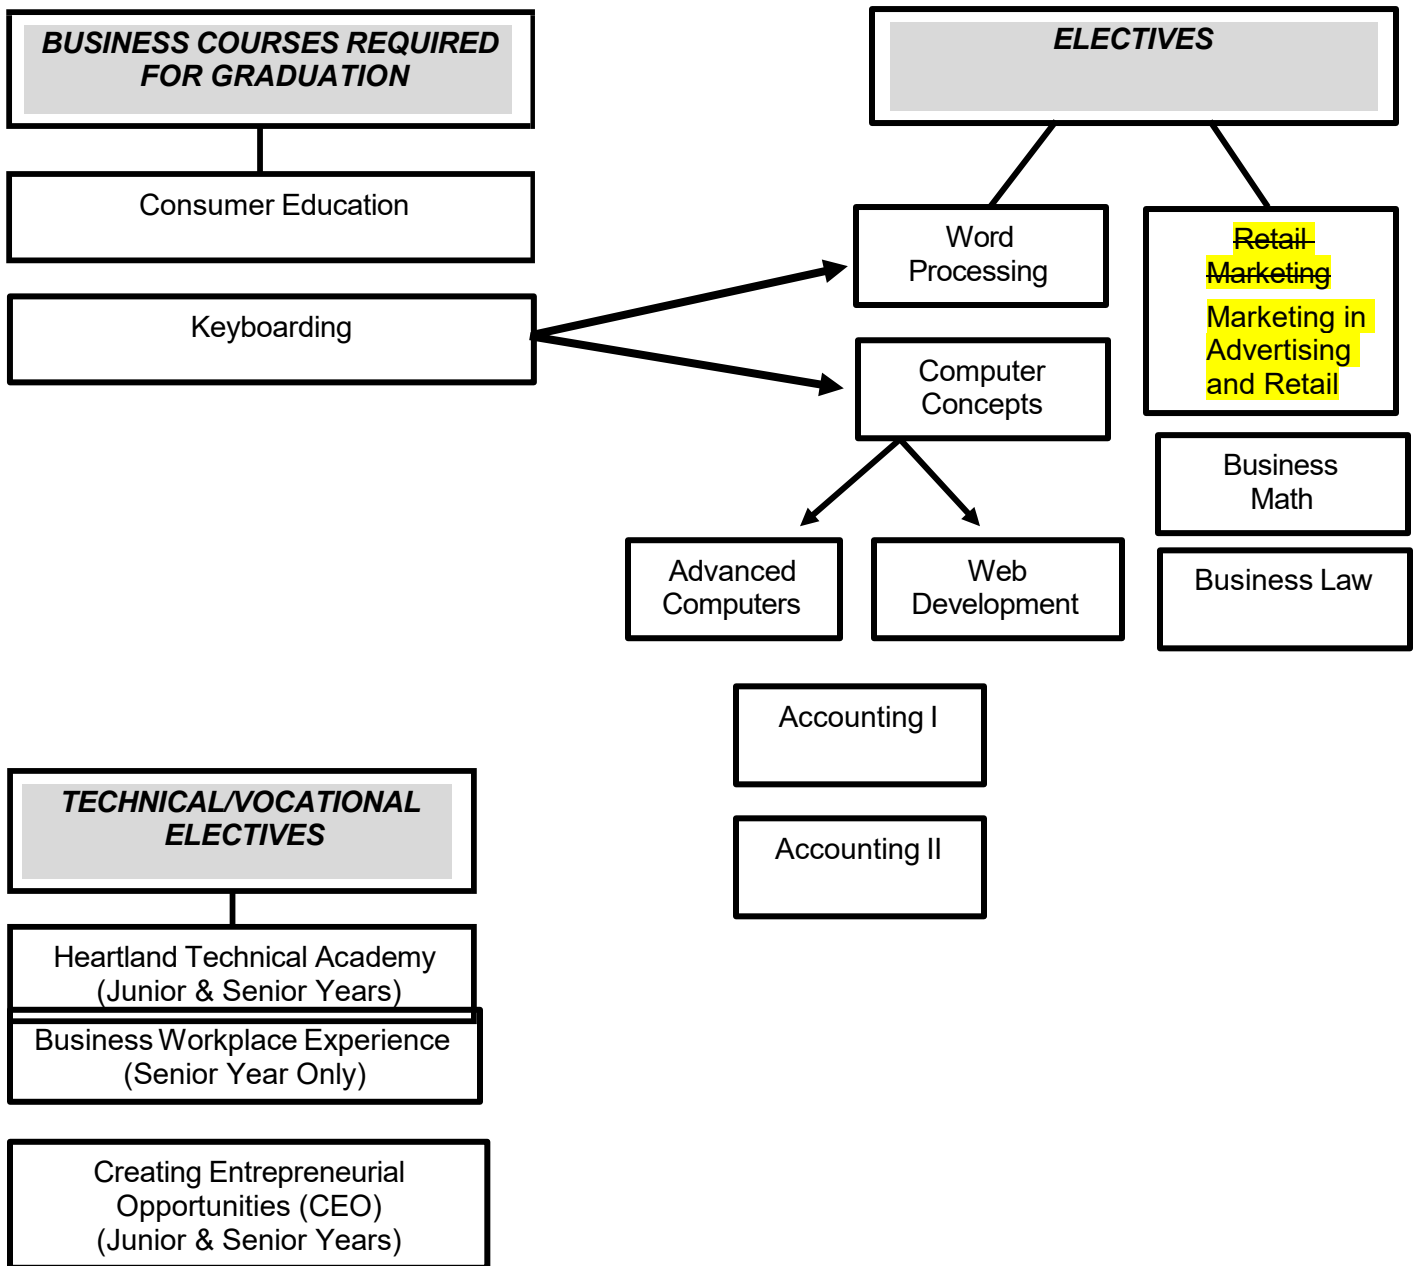 BUSINESS COURSES REQUIRED
FOR GRADUATION
Consumer Education
Keyboarding
ELECTIVES
Word
Processing
Retail
Marketing
Marketing in
Advertising
and Retail
Computer
Concepts
Business
Math
Advanced
Computers
Web
Development
Business Law
Accounting I
Accounting II
TECHNICAL/VOCATIONAL
ELECTIVES
Heartland Technical Academy
(Junior & Senior Years)
Business Workplace Experience
(Senior Year Only)
Creating Entrepreneurial
Opportunities (CEO)
(Junior & Senior Years)